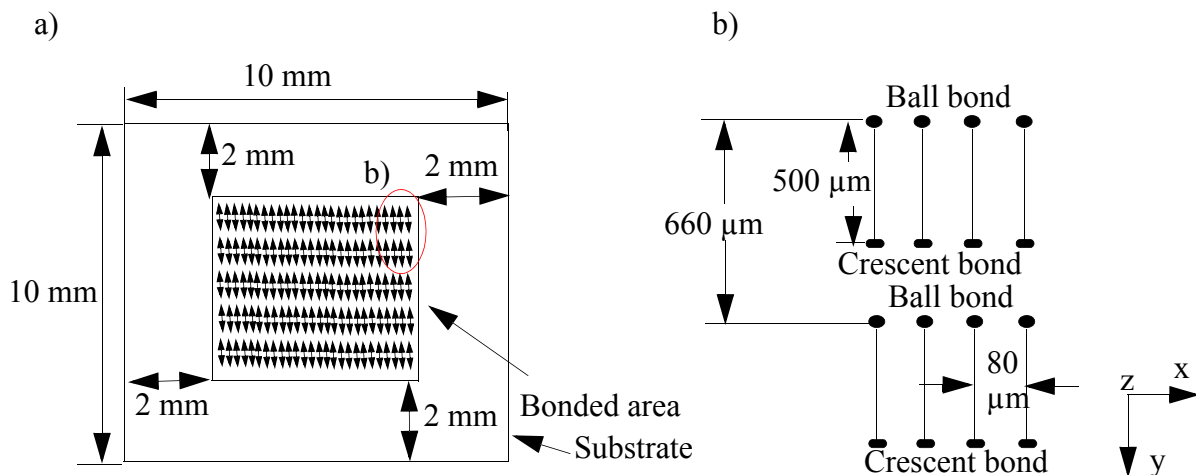 a)
10 mm
2 mm
2 mm
b)
10 mm
2 mm
2 mm
Bonded area
Substrate
b)
Ball bond
500 µm
660 µm
Crescent bond
Ball bond
80
µm
z
x
y
Crescent bond